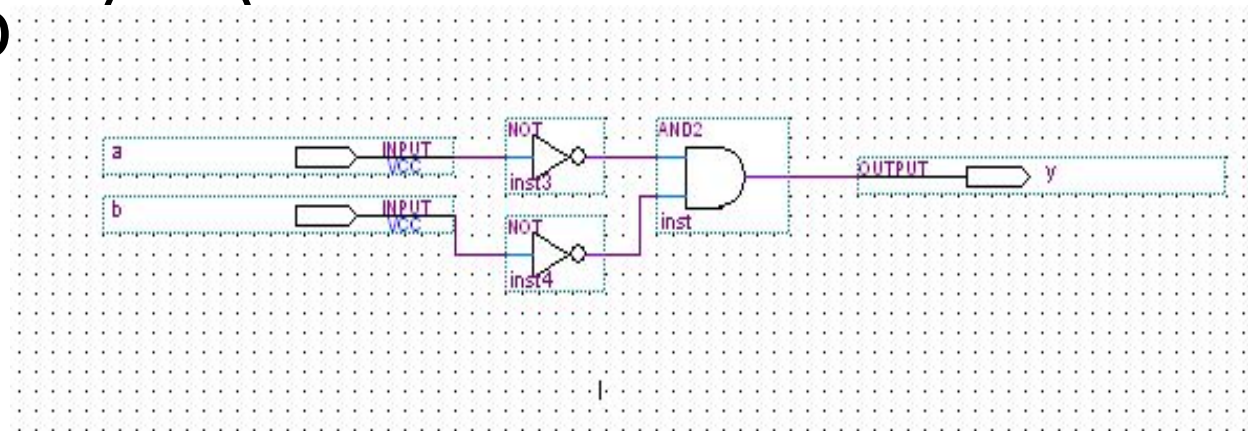 NOT
AND2
a
INPUT
VCC
OUTPUT
y
inst3
b
INPUT
VCC
NOT
inst
inst4